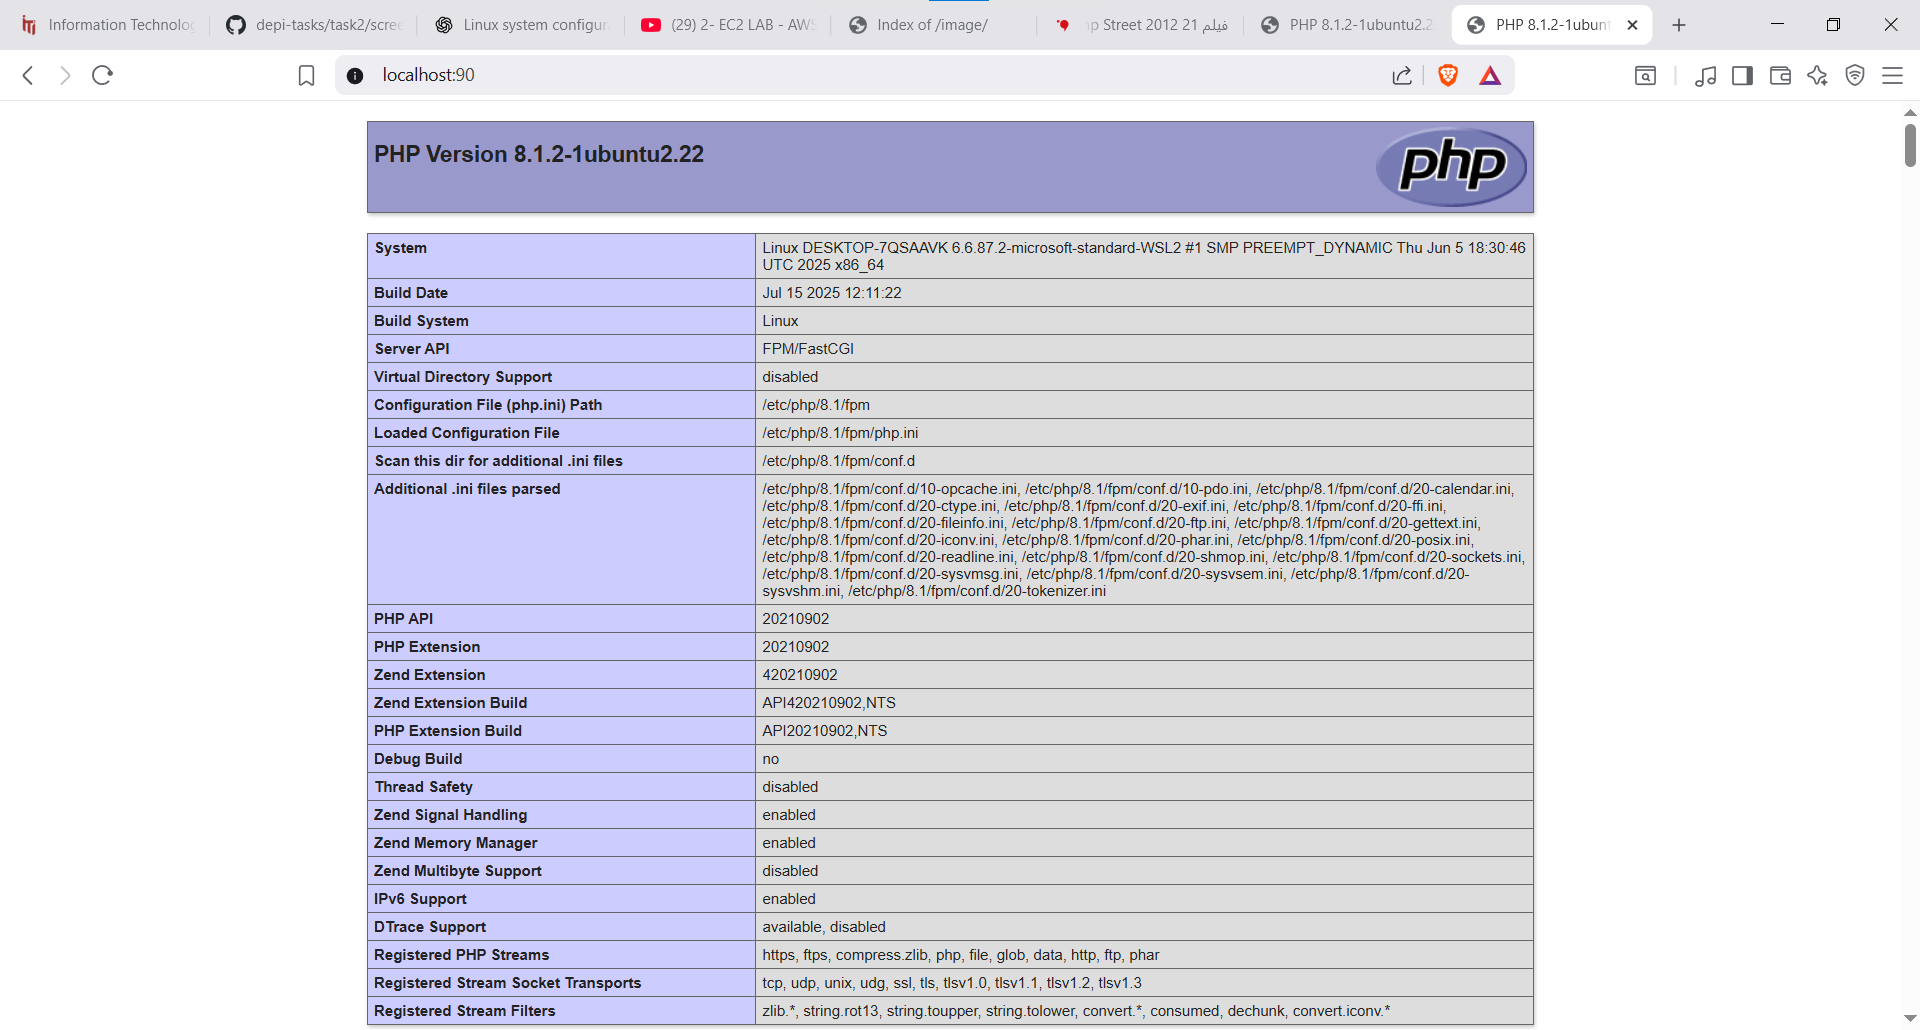 Information Technolog
depi-tasks/task2/scree
Linux system configura
(29) 2- EC2 LAB - AWS
Index of /image/
فيلم 21 mp Street 2012
PHP 8.1.2-1ubuntu2.2
PHP 8.1.2-1ubunt
localhost:90
PHP Version 8.1.2-1ubuntu2.22
php
System
Linux DESKTOP-7QSAAVK 6.6.87.2-microsoft-standard-WSL2 #1 SMP PREEMPT_DYNAMIC Thu Jun 5 18:30:46
UTC 2025 x86_64
Build Date Jul 15 2025 12:11:22
Build System Linux
Server API FPM/FastCGI
Virtual Directory Support disabled
Configuration File (php.ini) Path /etc/php/8.1/fpm
Loaded Configuration File /etc/php/8.1/fpm/php.ini
Scan this dir for additional .ini files /etc/php/8.1/fpm/conf.d
Additional .ini files parsed
/etc/php/8.1/fpm/conf.d/10-opcache.ini, /etc/php/8.1/fpm/conf.d/10-pdo.ini, /etc/php/8.1/fpm/conf.d/20-calendar.ini,
/etc/php/8.1/fpm/conf.d/20-ctype.ini, /etc/php/8.1/fpm/conf.d/20-exif.ini, /etc/php/8.1/fpm/conf.d/20-ffi.ini,
/etc/php/8.1/fpm/conf.d/20-fileinfo.ini, /etc/php/8.1/fpm/conf.d/20-ftp.ini, /etc/php/8.1/fpm/conf.d/20-gettext.ini,
/etc/php/8.1/fpm/conf.d/20-iconv.ini, /etc/php/8.1/fpm/conf.d/20-phar.ini, /etc/php/8.1/fpm/conf.d/20-posix.ini,
/etc/php/8.1/fpm/conf.d/20-readline.ini, /etc/php/8.1/fpm/conf.d/20-shmop.ini, /etc/php/8.1/fpm/conf.d/20-sockets.ini,
/etc/php/8.1/fpm/conf.d/20-sysvmsg.ini, /etc/php/8.1/fpm/conf.d/20-sysvsem.ini, /etc/php/8.1/fpm/conf.d/20-
sysvshm.ini, /etc/php/8.1/fpm/conf.d/20-tokenizer.ini
PHP API 20210902
PHP Extension 20210902
Zend Extension 420210902
Zend Extension Build API420210902,NTS
PHP Extension Build API20210902,NTS
Debug Build no
Thread Safety disabled
Zend Signal Handling enabled
Zend Memory Manager enabled
Zend Multibyte Support disabled
IPv6 Support enabled
DTrace Support available, disabled
Registered PHP Streams https, ftps, compress.zlib, php, file, glob, data, http, ftp, phar
Registered Stream Socket Transports tcp, udp, unix, udg, ssl, tls, tlsv1.0, tlsv1.1, tlsv1.2, tlsv1.3
Registered Stream Filters zlib.*, string.rot13, string.toupper, string.tolower, convert.*, consumed, dechunk, convert.iconv.*